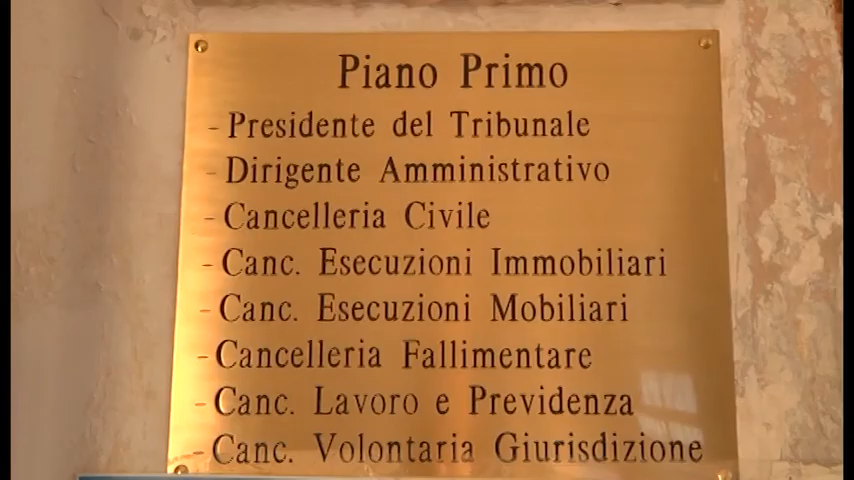 Piano Primo
- Presidente del Tribunale
- Dirigente Amministrativo
- Cancelleria Civile
- Canc. Esecuzioni Immobiliari
- Canc. Esecuzioni Mobiliari
- Cancelleria Fallimentare
- Canc. Lavoro e Previdenza
- Canc. Volontaria Giurisdizione